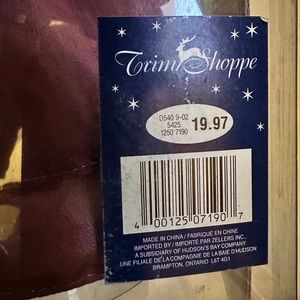 Trim Shoppe
D540 9-02
5425
1250 7190
19.97
4 00125 07190 7
MADE IN CHINA / FABRIQUE EN CHINE
IMPORTED BY / IMPORTÉ PAR ZELLERS INC.
A SUBSIDIARY OF HUDSON'S BAY COMPANY
UNE FILIALE DE LA COMPAGNIE DE LA BAIE D'HUDSON
BRAMPTON, ONTARIO L6T 4G1